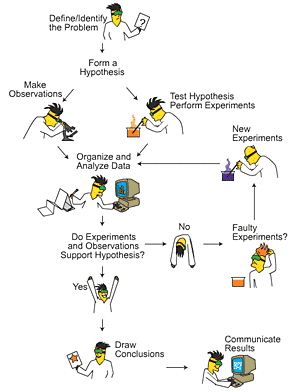 Define/Identify
the Problem
?
Form a
Hypothesis
Make
Observations
Test Hypothesis
Perform Experiments
New
Experiments
Organize and
Analyze Data
Do Experiments
and Observations
Support Hypothesis?
No
Faulty
Experiments?
Yes
Draw
Conclusions
Communicate
Results